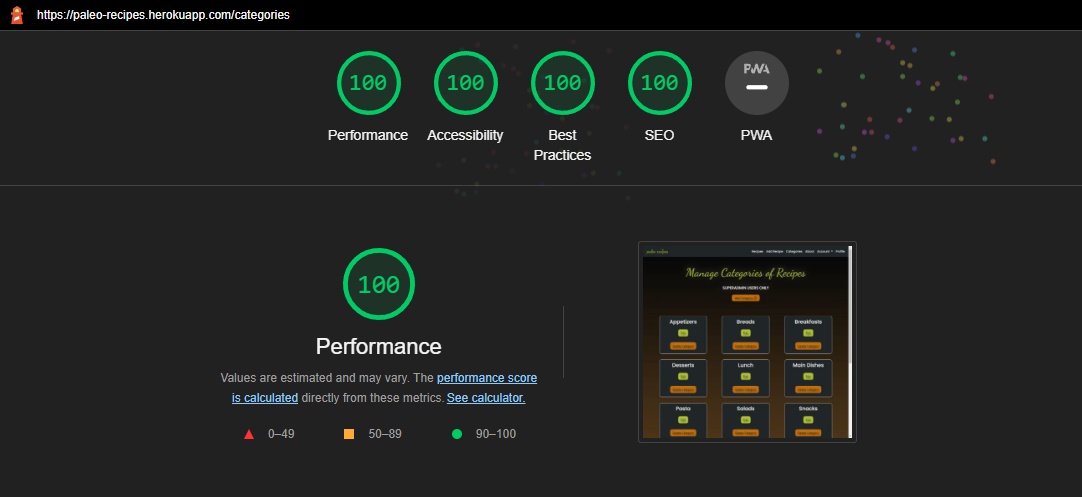 https://paleo-recipes.herokuapp.com/categories
100 100 100 100 PWA
Performance Accessibility Best Practices SEO PWA
100
Performance
Values are estimated and may vary. The performance score
is calculated directly from these metrics. See calculator.
0–49 50–89 90–100
Recipes Add Recipe Categories About Account Profile
Manage Categories of Recipes
SUPERADMIN USERS ONLY
Appetizers Breads Breakfasts
Desserts Lunch Main Dishes
Pasta Salads Snacks